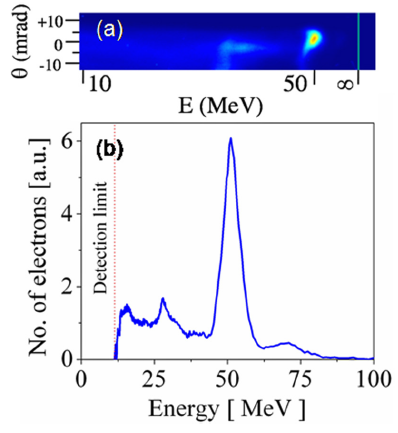 θ (mrad)
+10
0
-10
(a)
10
50
∞
E (MeV)
(b)
No. of electrons [a.u.]
6
4
2
0
Detection limit
0
25
50
75
100
Energy [ MeV ]